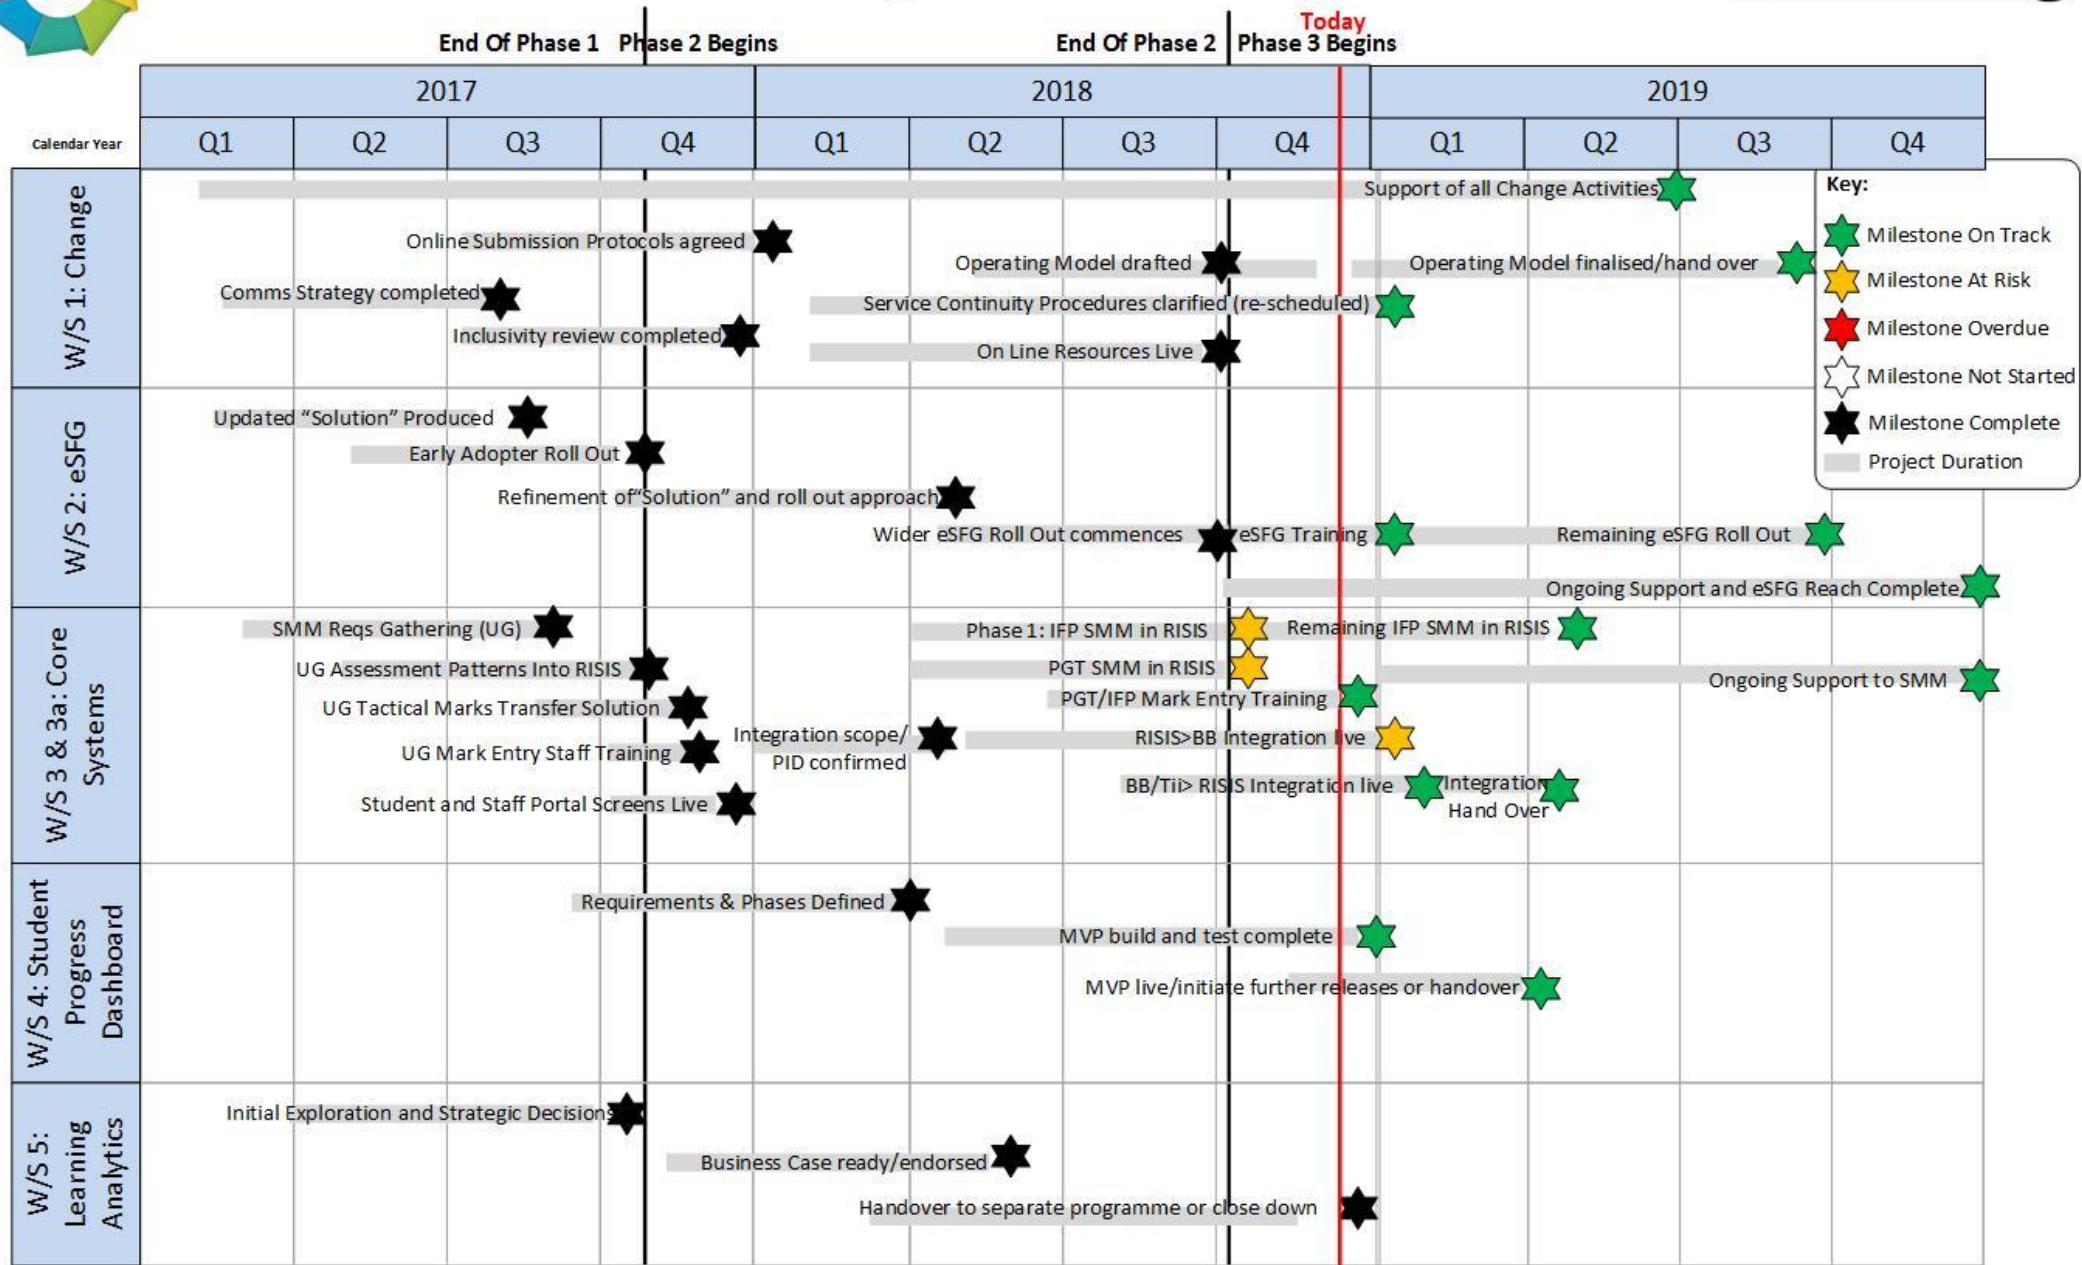 Today
End Of Phase 1 Phase 2 Begins
End Of Phase 2 Phase 3 Begins
2017 2018 2019
Calendar Year Q1 Q2 Q3 Q4 Q1 Q2 Q3 Q4 Q1 Q2 Q3 Q4
W/S 1: Change
Support of all Change Activities
Online Submission Protocols agreed
Operating Model drafted
Operating Model finalised/hand over
Comms Strategy completed
Service Continuity Procedures clarified (re-scheduled)
Inclusivity review completed
On Line Resources Live
Key:
Milestone On Track
Milestone At Risk
Milestone Overdue
Milestone Not Started
Milestone Complete
Project Duration
W/S 2: eSFG
Updated “Solution” Produced
Early Adopter Roll Out
Refinement of“Solution” and roll out approach
Wider eSFG Roll Out commences
eSFG Training
Remaining eSFG Roll Out
Ongoing Support and eSFG Reach Complete
W/S 3 & 3a: Core
Systems
SMM Reqs Gathering (UG)
Phase 1: IFP SMM in RISIS
Remaining IFP SMM in RISIS
UG Assessment Patterns Into RISIS
PGT SMM in RISIS
Ongoing Support to SMM
PGT/IFP Mark Entry Training
UG Tactical Marks Transfer Solution
Integration scope/
PID confirmed
RISIS>BB Integration live
UG Mark Entry Staff Training
BB/Tii> RISIS Integration live
Integration
Hand Over
Student and Staff Portal Screens Live
W/S 4: Student
Progress
Dashboard
Requirements & Phases Defined
MVP build and test complete
MVP live/initiate further releases or handover
W/S 5:
Learning
Analytics
Initial Exploration and Strategic Decisions
Business Case ready/endorsed
Handover to separate programme or close down